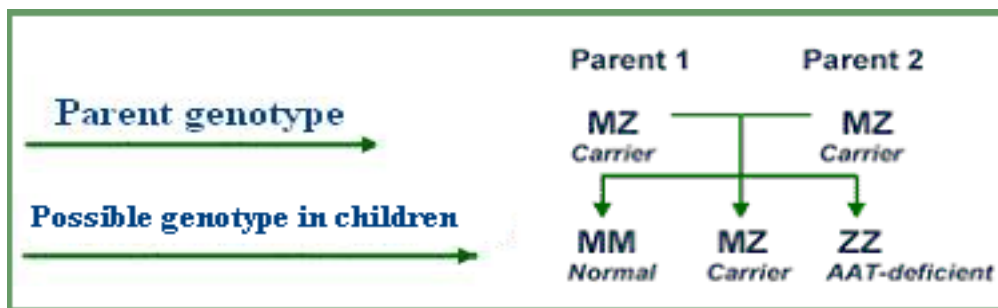 Parent 1 Parent 2
Parent genotype
MZ MZ
Carrier Carrier
Possible genotype in children
MM MZ ZZ
Normal Carrier AAT-deficient